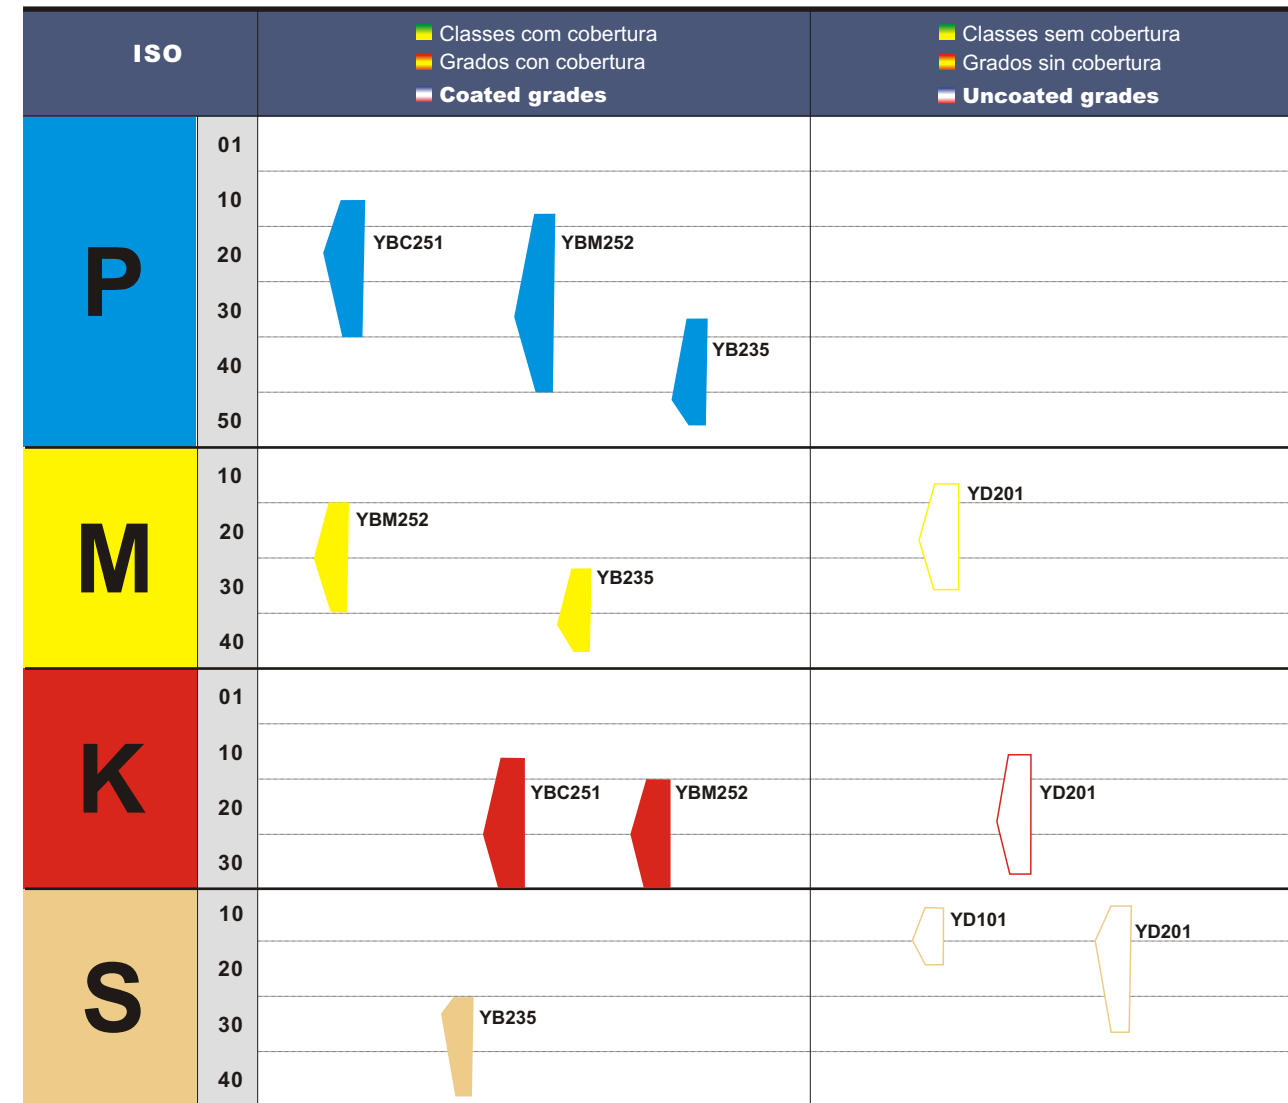 ISO
Classes com cobertura
Grados con cobertura
Coated grades
Classes sem cobertura
Grados sin cobertura
Uncoated grades
P
01
10
20
30
40
50
YBC251
YBM252
YB235
M
10
20
30
40
YBM252
YB235
YD201
K
01
10
20
30
YBC251
YBM252
YD201
S
10
20
30
40
YB235
YD101
YD201